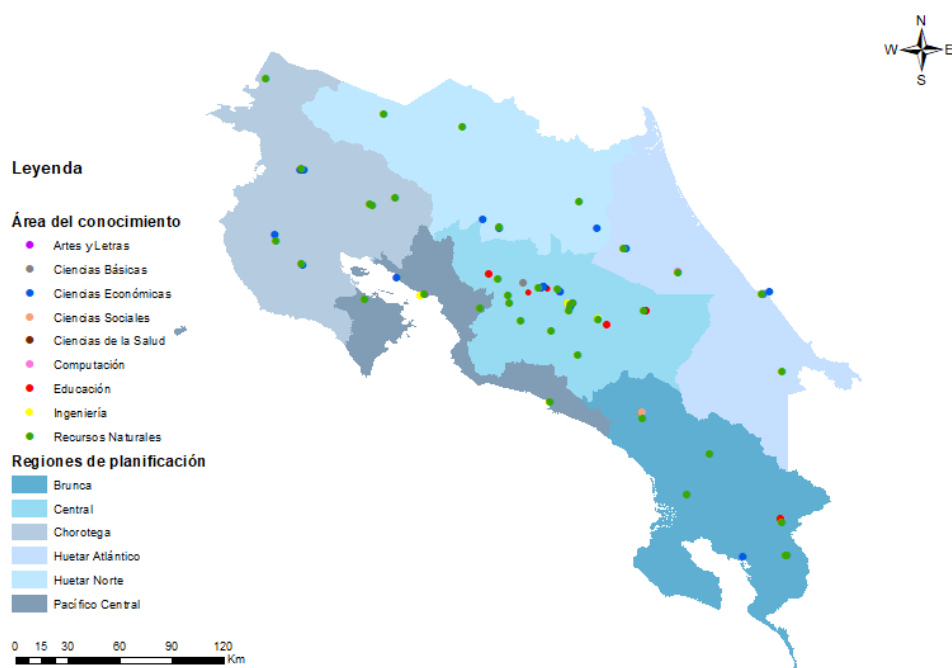 N
W E
S
Leyenda
Área del conocimiento
Artes y Letras
Ciencias Básicas
Ciencias Económicas
Ciencias Sociales
Ciencias de la Salud
Computación
Educación
Ingeniería
Recursos Naturales
Regiones de planificación
Brunca
Central
Chorotega
Huetar Atlántico
Huetar Norte
Pacífico Central
0 15 30 60 90 120
Km